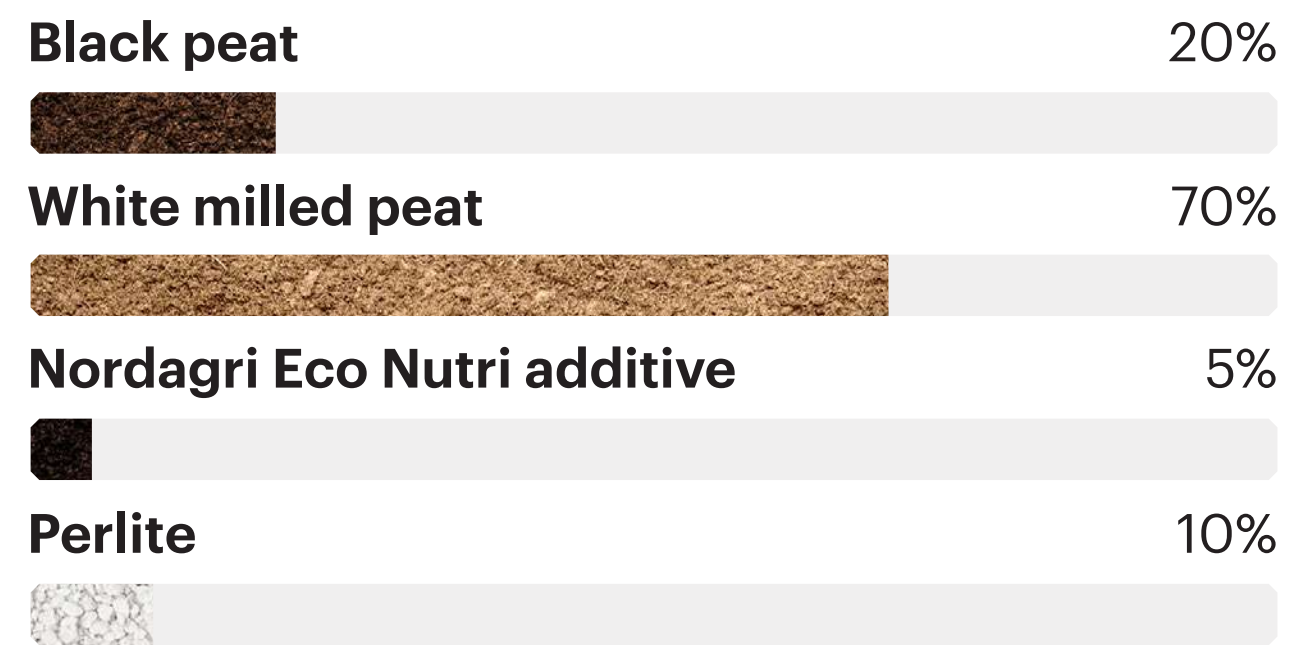 Black peat 20%
White milled peat 70%
Nordagri Eco Nutri additive 5%
Perlite 10%